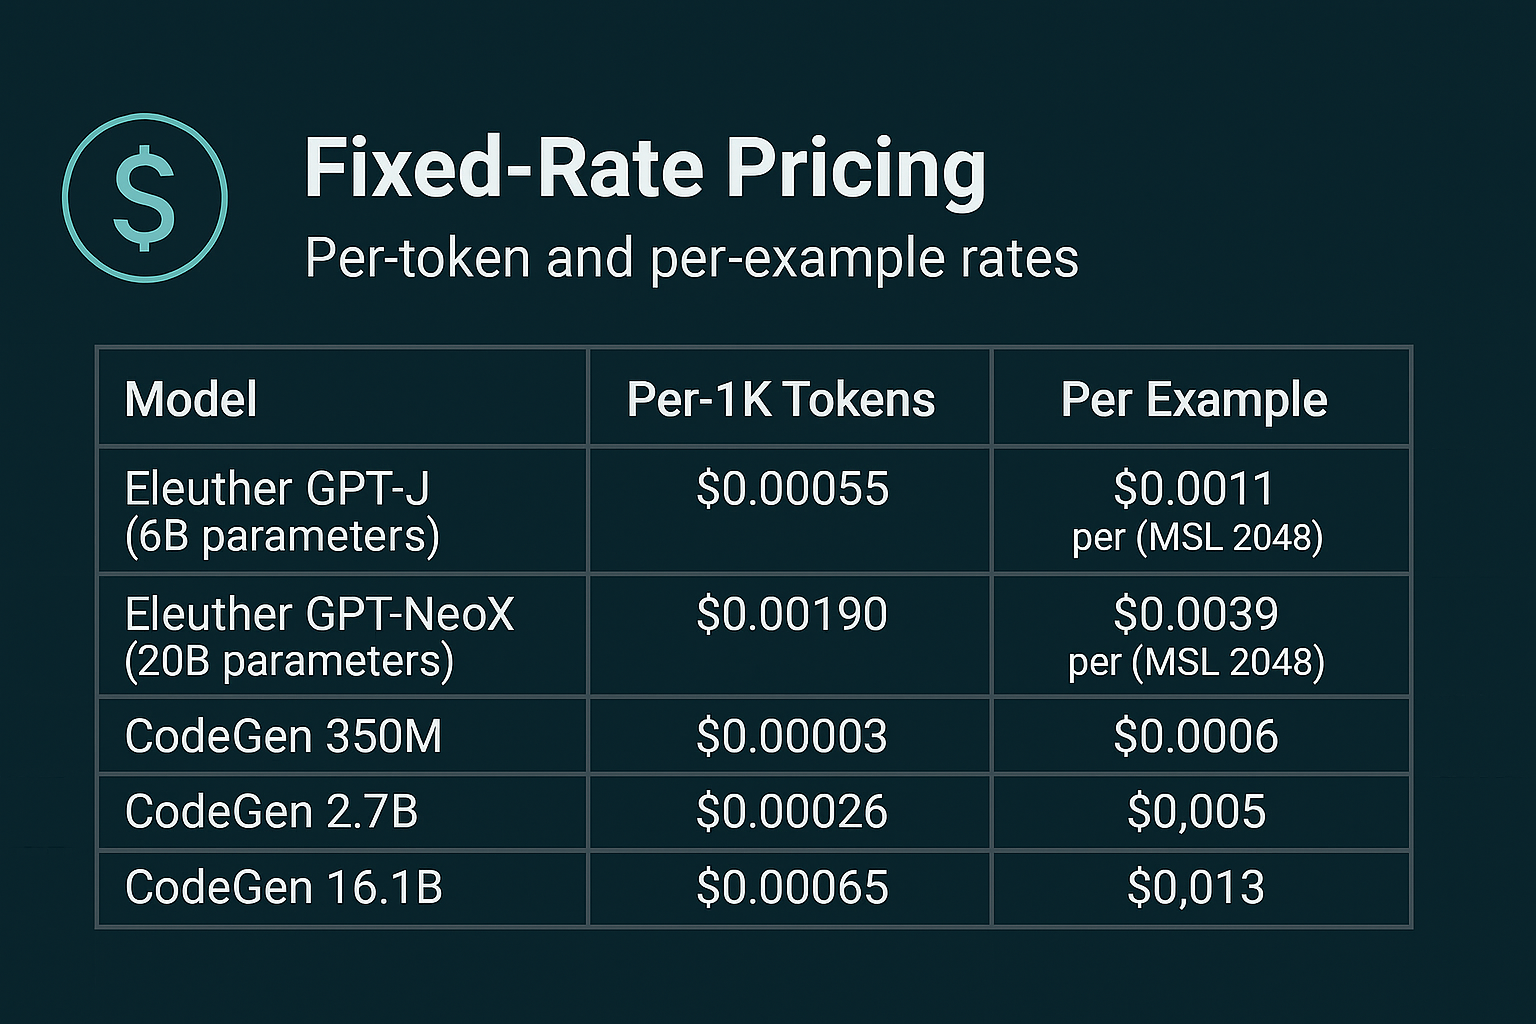 $
Fixed-Rate Pricing
Per-token and per-example rates
Model Per-1K Tokens Per Example
Eleuther GPT-J $0.00055 $0.0011
(6B parameters) per (MSL 2048)
Eleuther GPT-NeoX $0.00190 $0.0039
(20B parameters) per (MSL 2048)
CodeGen 350M $0.00003 $0.0006
CodeGen 2.7B $0.00026 $0,005
CodeGen 16.1B $0.00065 $0,013